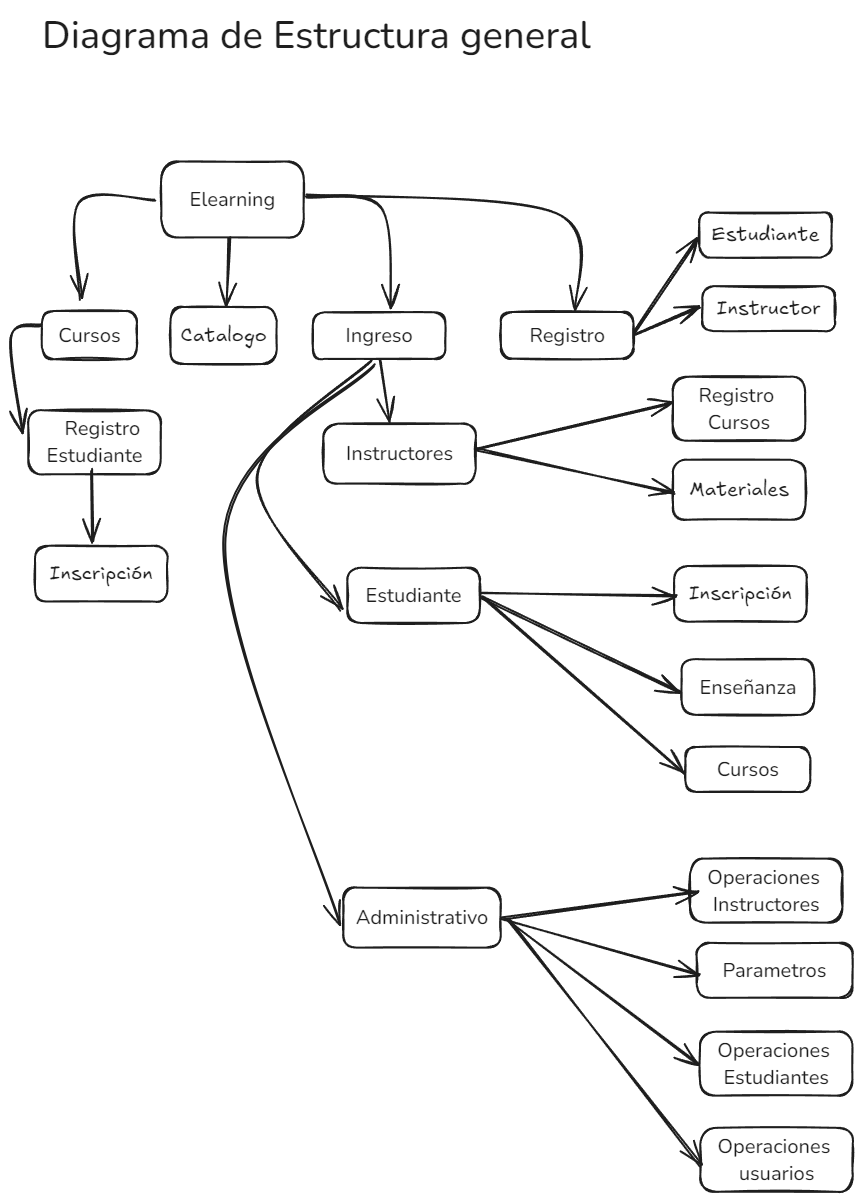 Diagrama de Estructura general
Elearning
Estudiante
Instructor
Cursos
Catalogo
Ingreso
Registro
Registro
Estudiante
Inscripción
Instructores
Registro
Cursos
Materiales
Estudiante
Inscripción
Enseñanza
Cursos
Administrativo
Operaciones
Instructores
Parametros
Operaciones
Estudiantes
Operaciones
usuarios